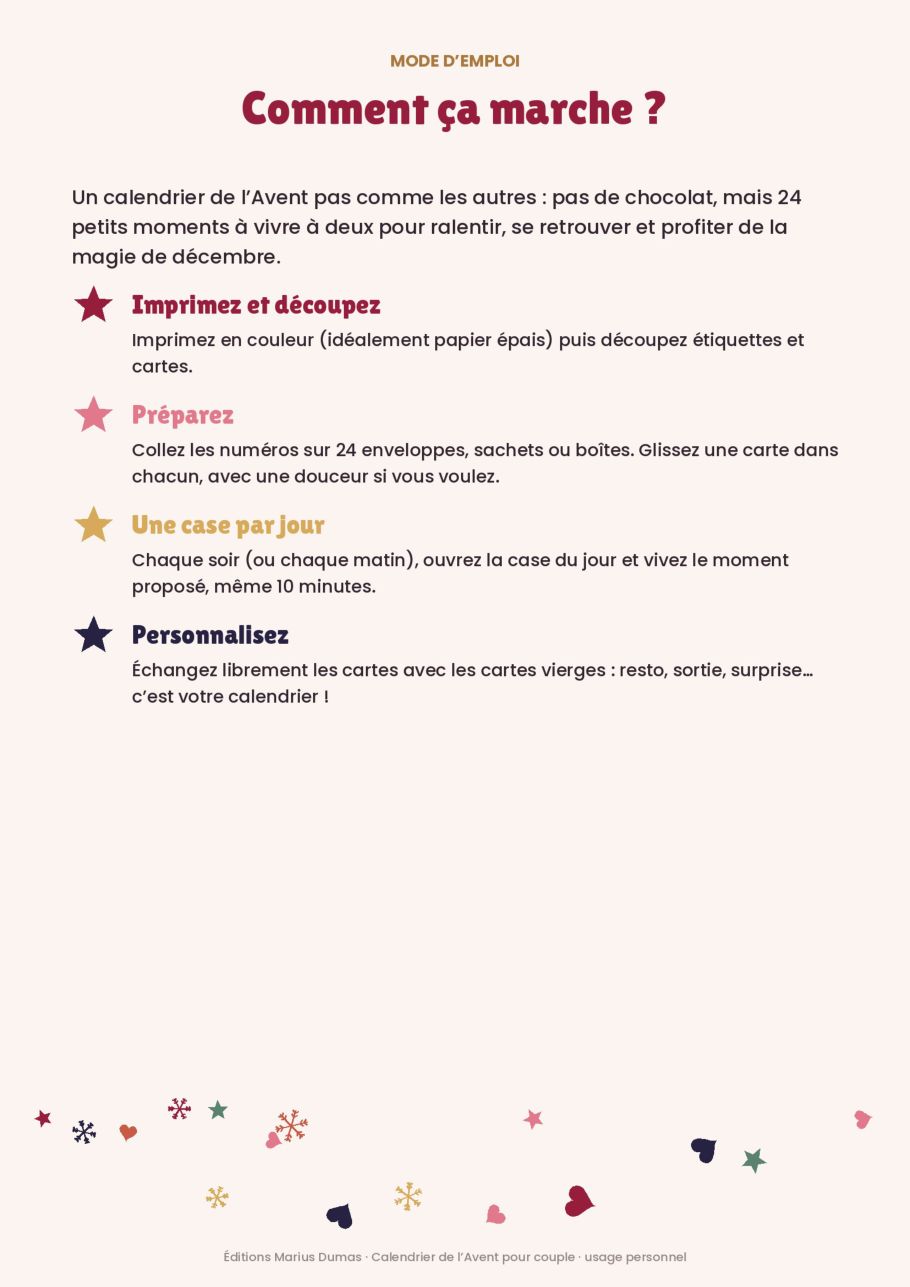 MODE D’EMPLOI
Comment ça marche ?
Un calendrier de l’Avent pas comme les autres : pas de chocolat, mais 24
petits moments à vivre à deux pour ralentir, se retrouver et profiter de la
magie de décembre.
Imprimez et découpez
Imprimez en couleur (idéalement papier épais) puis découpez étiquettes et
cartes.
Préparez
Collez les numéros sur 24 enveloppes, sachets ou boîtes. Glissez une carte dans
chacun, avec une douceur si vous voulez.
Une case par jour
Chaque soir (ou chaque matin), ouvrez la case du jour et vivez le moment
proposé, même 10 minutes.
Personnalisez
Échangez librement les cartes avec les cartes vierges : resto, sortie, surprise…
c’est votre calendrier !
Éditions Marius Dumas · Calendrier de l’Avent pour couple · usage personnel